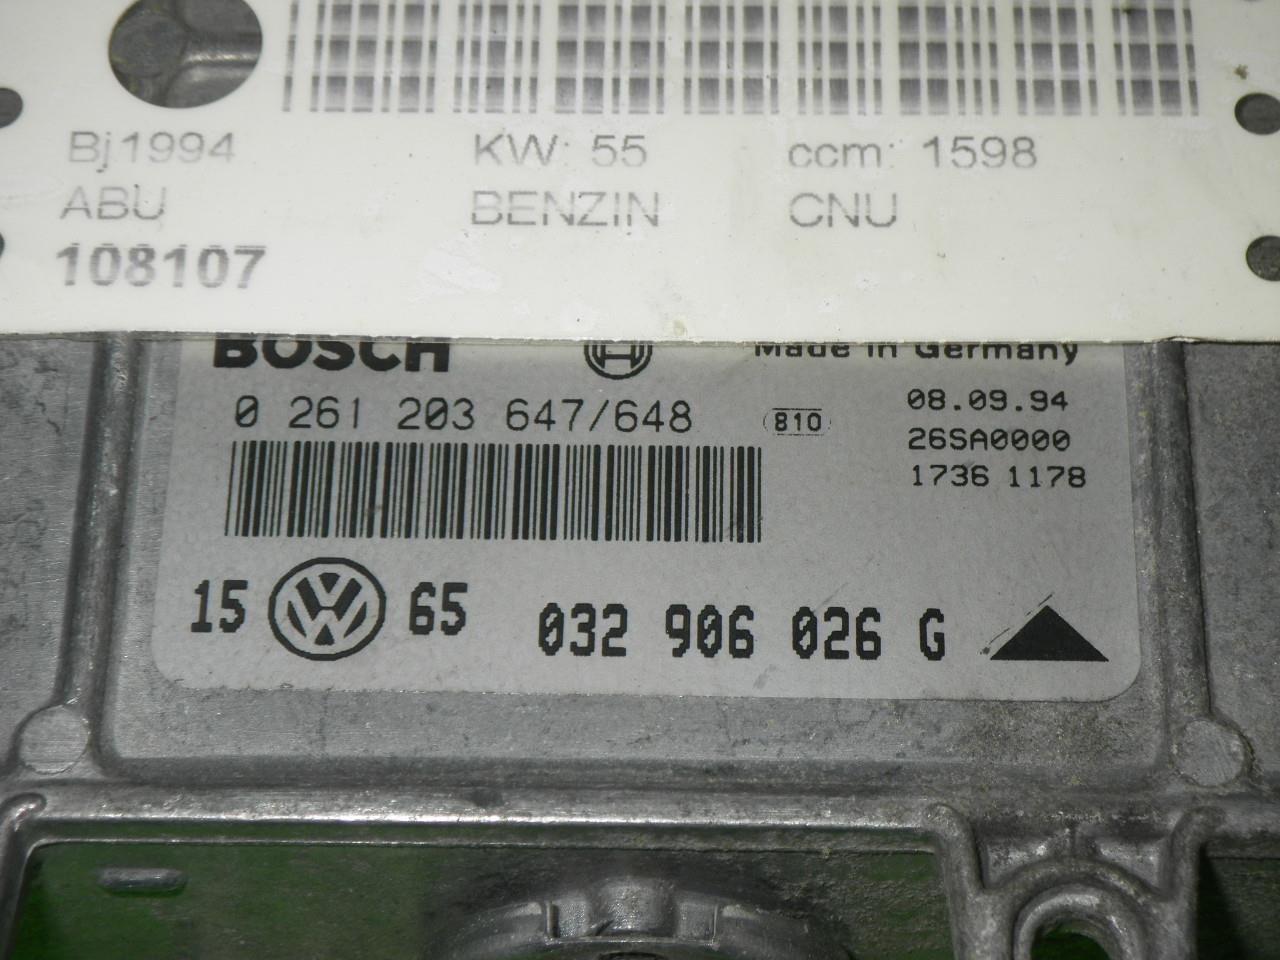 Bj1994 KW: 55 ccm: 1598
ABU BENZIN CNU
108107
BOSCH Made in Germany
0 261 203 647/648 810 08.09.94
26SA0000
1736 1178
15 VW 65 032 906 026 G